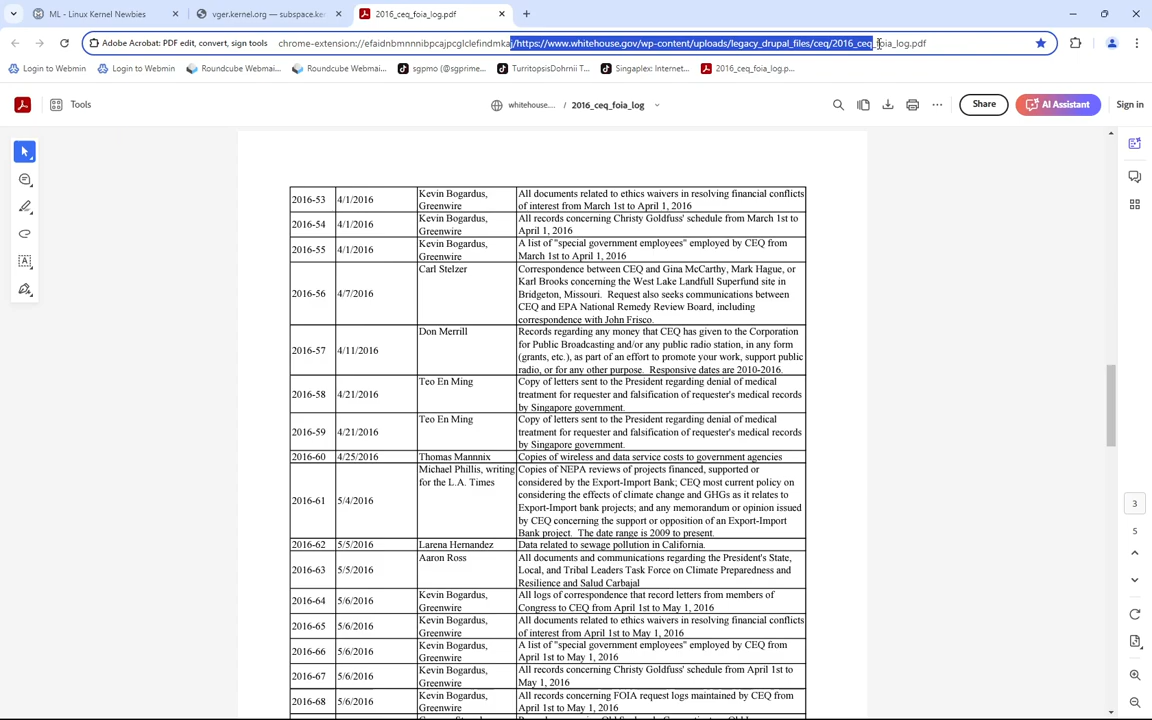 ML - Linux Kernel Newbies
vger.kernel.org — subspace.ke
2016_ceq_foia_log.pdf
Adobe Acrobat: PDF edit, convert, sign tools
chrome-extension://efaidnbmnnnibpcajpcglclefindmkaj/https://www.whitehouse.gov/wp-content/uploads/legacy_drupal_files/ceq/2016_ceq_foia_log.pdf
Login to Webmin
Login to Webmin
Roundcube Webmai...
Roundcube Webmai...
sgpmo (@sgprime...
TurritopsisDohrnii T...
Singaplex: Internet...
2016_ceq_foia_log.p...
Tools
whitehouse.... / 2016_ceq_foia_log
Share
AI Assistant
Sign in
2016-53 4/1/2016 Kevin Bogardus, Greenwire All documents related to ethics waivers in resolving financial conflicts
of interest from March 1st to April 1, 2016
2016-54 4/1/2016 Kevin Bogardus, Greenwire All records concerning Christy Goldfuss' schedule from March 1st to
April 1, 2016
2016-55 4/1/2016 Kevin Bogardus, Greenwire A list of "special government employees" employed by CEQ from
March 1st to April 1, 2016
2016-56 4/7/2016 Carl Stelzer Correspondence between CEQ and Gina McCarthy, Mark Hague, or
Karl Brooks concerning the West Lake Landfull Superfund site in
Bridgeton, Missouri. Request also seeks communications between
CEQ and EPA National Remedy Review Board, including
correspondence with John Frisco.
2016-57 4/11/2016 Don Merrill Records regarding any money that CEQ has given to the Corporation
for Public Broadcasting and/or any public radio station, in any form
(grants, etc.), as part of an effort to promote your work, support public
radio, or for any other purpose. Responsive dates are 2010-2016.
2016-58 4/21/2016 Teo En Ming Copy of letters sent to the President regarding denial of medical
treatment for requester and falsification of requester's medical records
by Singapore government.
2016-59 4/21/2016 Teo En Ming Copy of letters sent to the President regarding denial of medical
treatment for requester and falsification of requester's medical records
by Singapore government.
2016-60 4/25/2016 Thomas Mannnix Copies of wireless and data service costs to government agencies
2016-61 5/4/2016 Michael Phillis, writing for the L.A. Times Copies of NEPA reviews of projects financed, supported or
considered by the Export-Import Bank; CEQ most current policy on
considering the effects of climate change and GHGs as it relates to
Export-Import bank projects; and any memorandum or opinion issued
by CEQ concerning the support or opposition of an Export-Import
Bank project. The date range is 2009 to present.
2016-62 5/5/2016 Larena Hernandez Data related to sewage pollution in California.
2016-63 5/5/2016 Aaron Ross All documents and communications regarding the President's State,
Local, and Tribal Leaders Task Force on Climate Preparedness and
Resilience and Salud Carbajal
2016-64 5/6/2016 Kevin Bogardus, Greenwire All logs of correspondence that record letters from members of
Congress to CEQ from April 1st to May 1, 2016
2016-65 5/6/2016 Kevin Bogardus, Greenwire All documents related to ethics waivers in resolving financial conflicts
of interest from April 1st to May 1, 2016
2016-66 5/6/2016 Kevin Bogardus, Greenwire A list of "special government employees" employed by CEQ from
April 1st to May 1, 2016
2016-67 5/6/2016 Kevin Bogardus, Greenwire All records concerning Christy Goldfuss' schedule from April 1st to
May 1, 2016
2016-68 5/6/2016 Kevin Bogardus, Greenwire All records concerning FOIA request logs maintained by CEQ from
April 1st to May 1, 2016
3
5